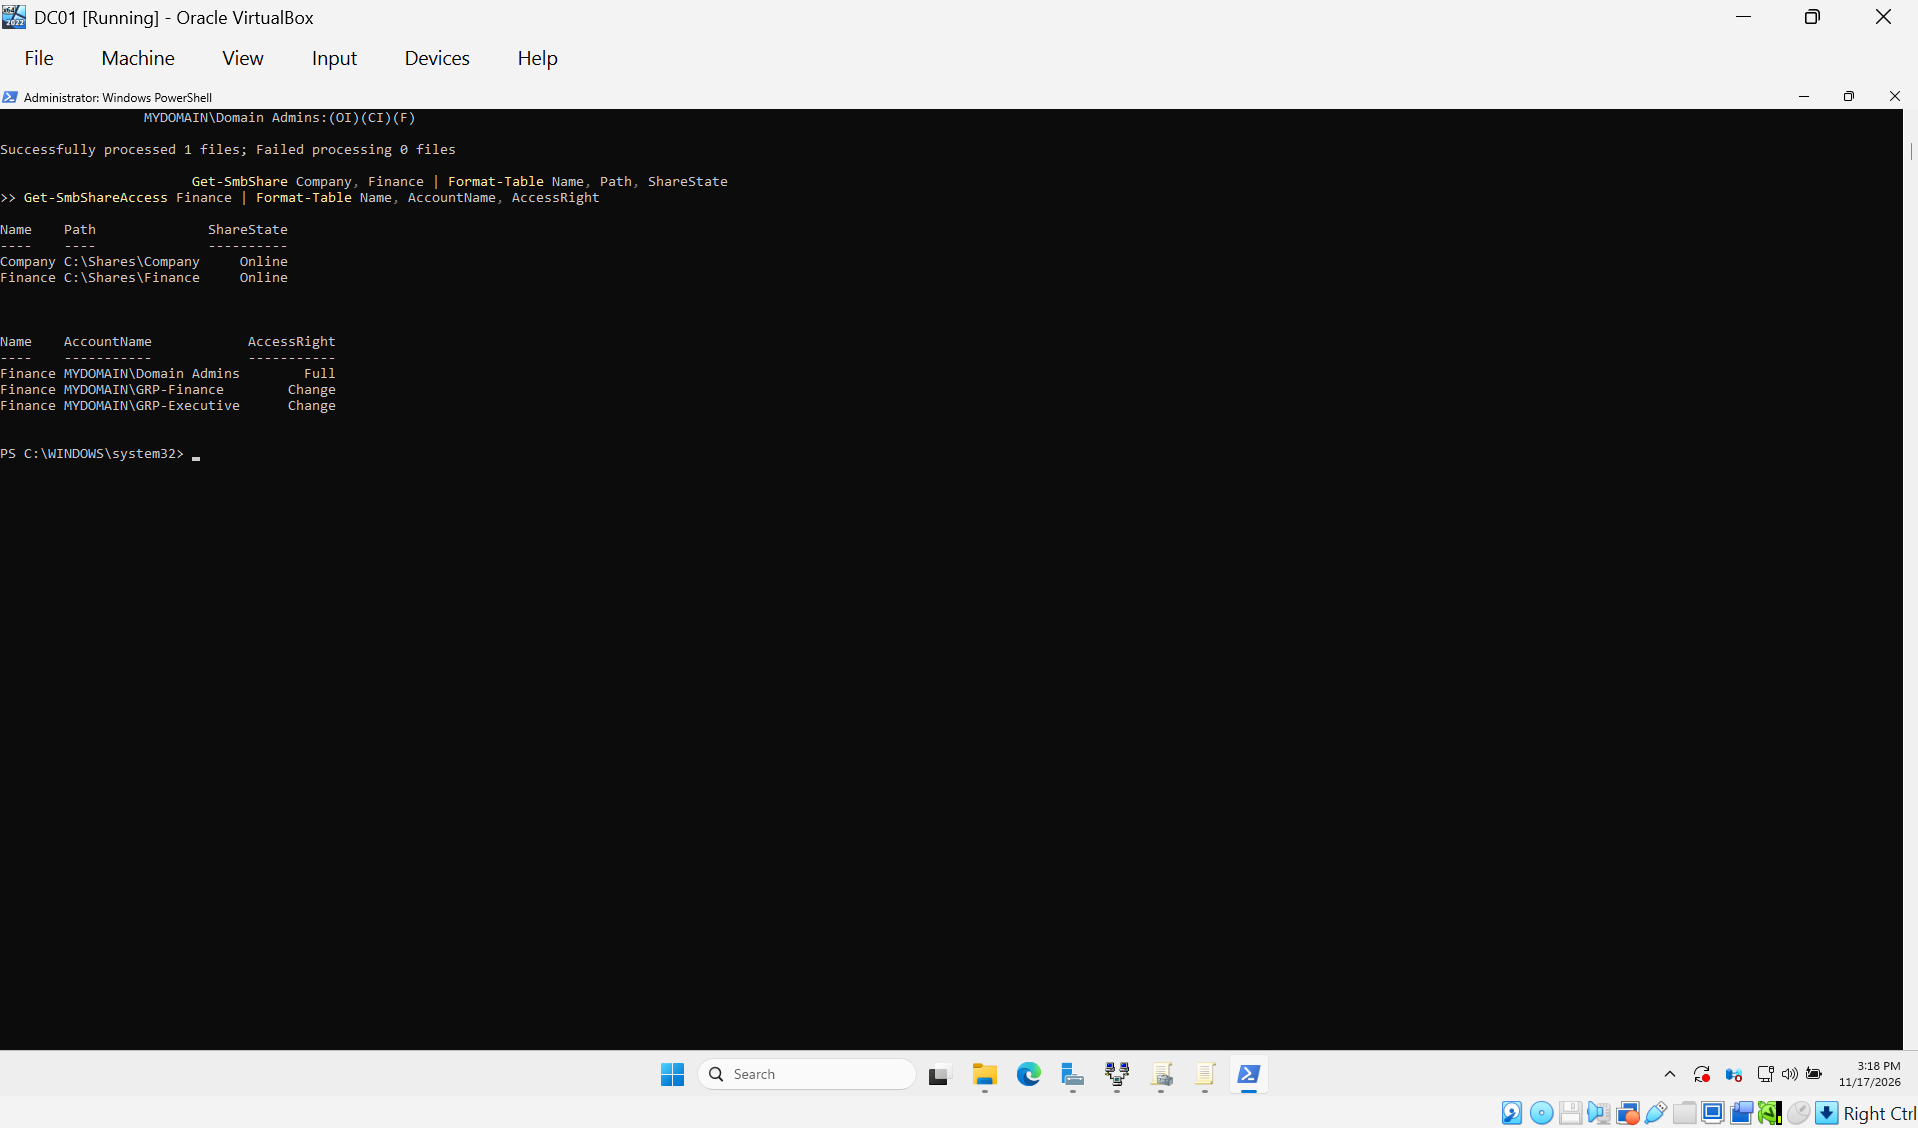 DC01 [Running] - Oracle VirtualBox
File Machine View Input Devices Help
Administrator: Windows PowerShell
MYDOMAIN\Domain Admins:(OI)(CI)(F)
Successfully processed 1 files; Failed processing 0 files
Get-SmbShare Company, Finance | Format-Table Name, Path, ShareState
>> Get-SmbShareAccess Finance | Format-Table Name, AccountName, AccessRight
Name Path ShareState
---- ---- ----------
Company C:\Shares\Company Online
Finance C:\Shares\Finance Online
Name AccountName AccessRight
---- ----------- -----------
Finance MYDOMAIN\Domain Admins Full
Finance MYDOMAIN\GRP-Finance Change
Finance MYDOMAIN\GRP-Executive Change
PS C:\WINDOWS\system32>
Search
3:18 PM
11/17/2026
Right Ctrl